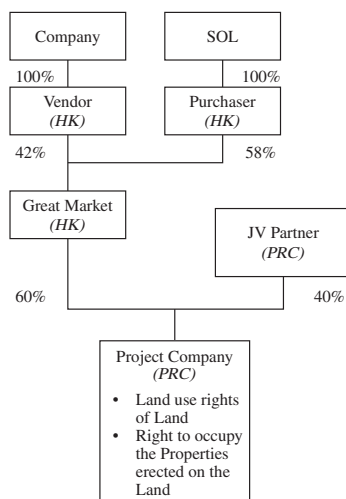 Company
SOL
100%
100%
Vendor
(HK)
Purchaser
(HK)
42%
58%
Great Market
(HK)
JV Partner
(PRC)
60%
40%
Project Company
(PRC)
• Land use rights
of Land
• Right to occupy
the Properties
erected on the
Land